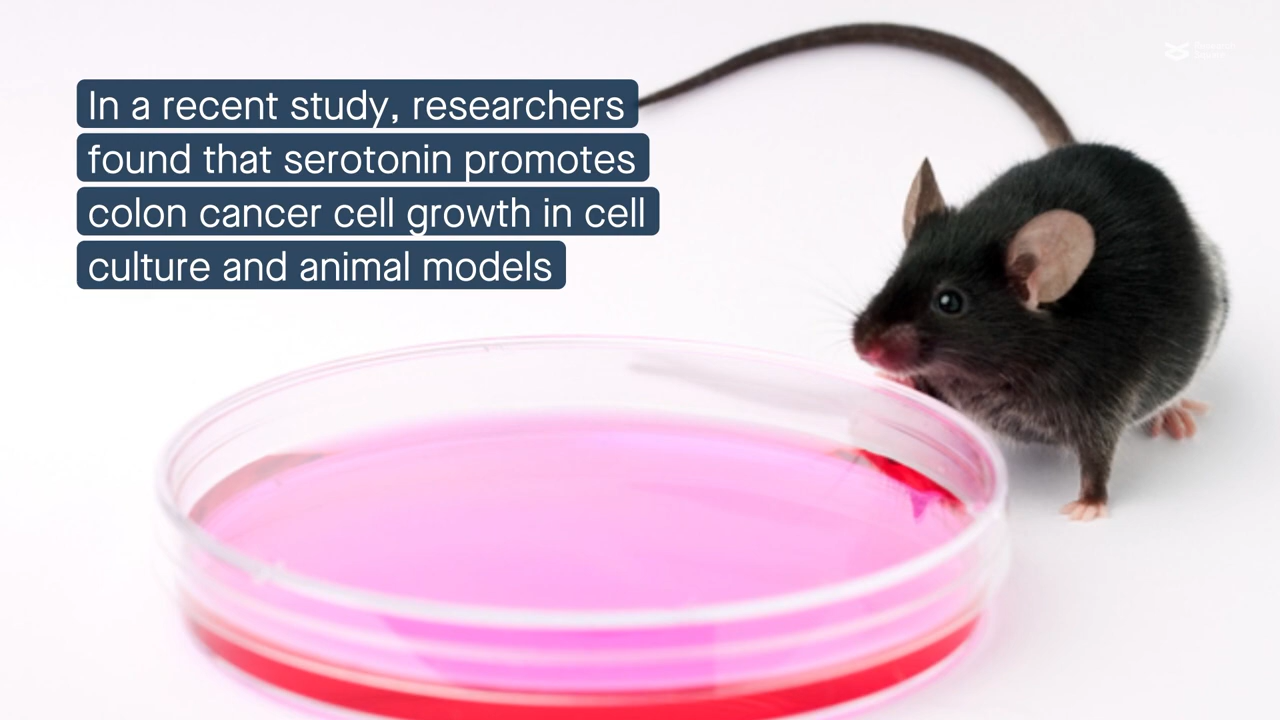 In a recent study, researchers
found that serotonin promotes
colon cancer cell growth in cell
culture and animal models